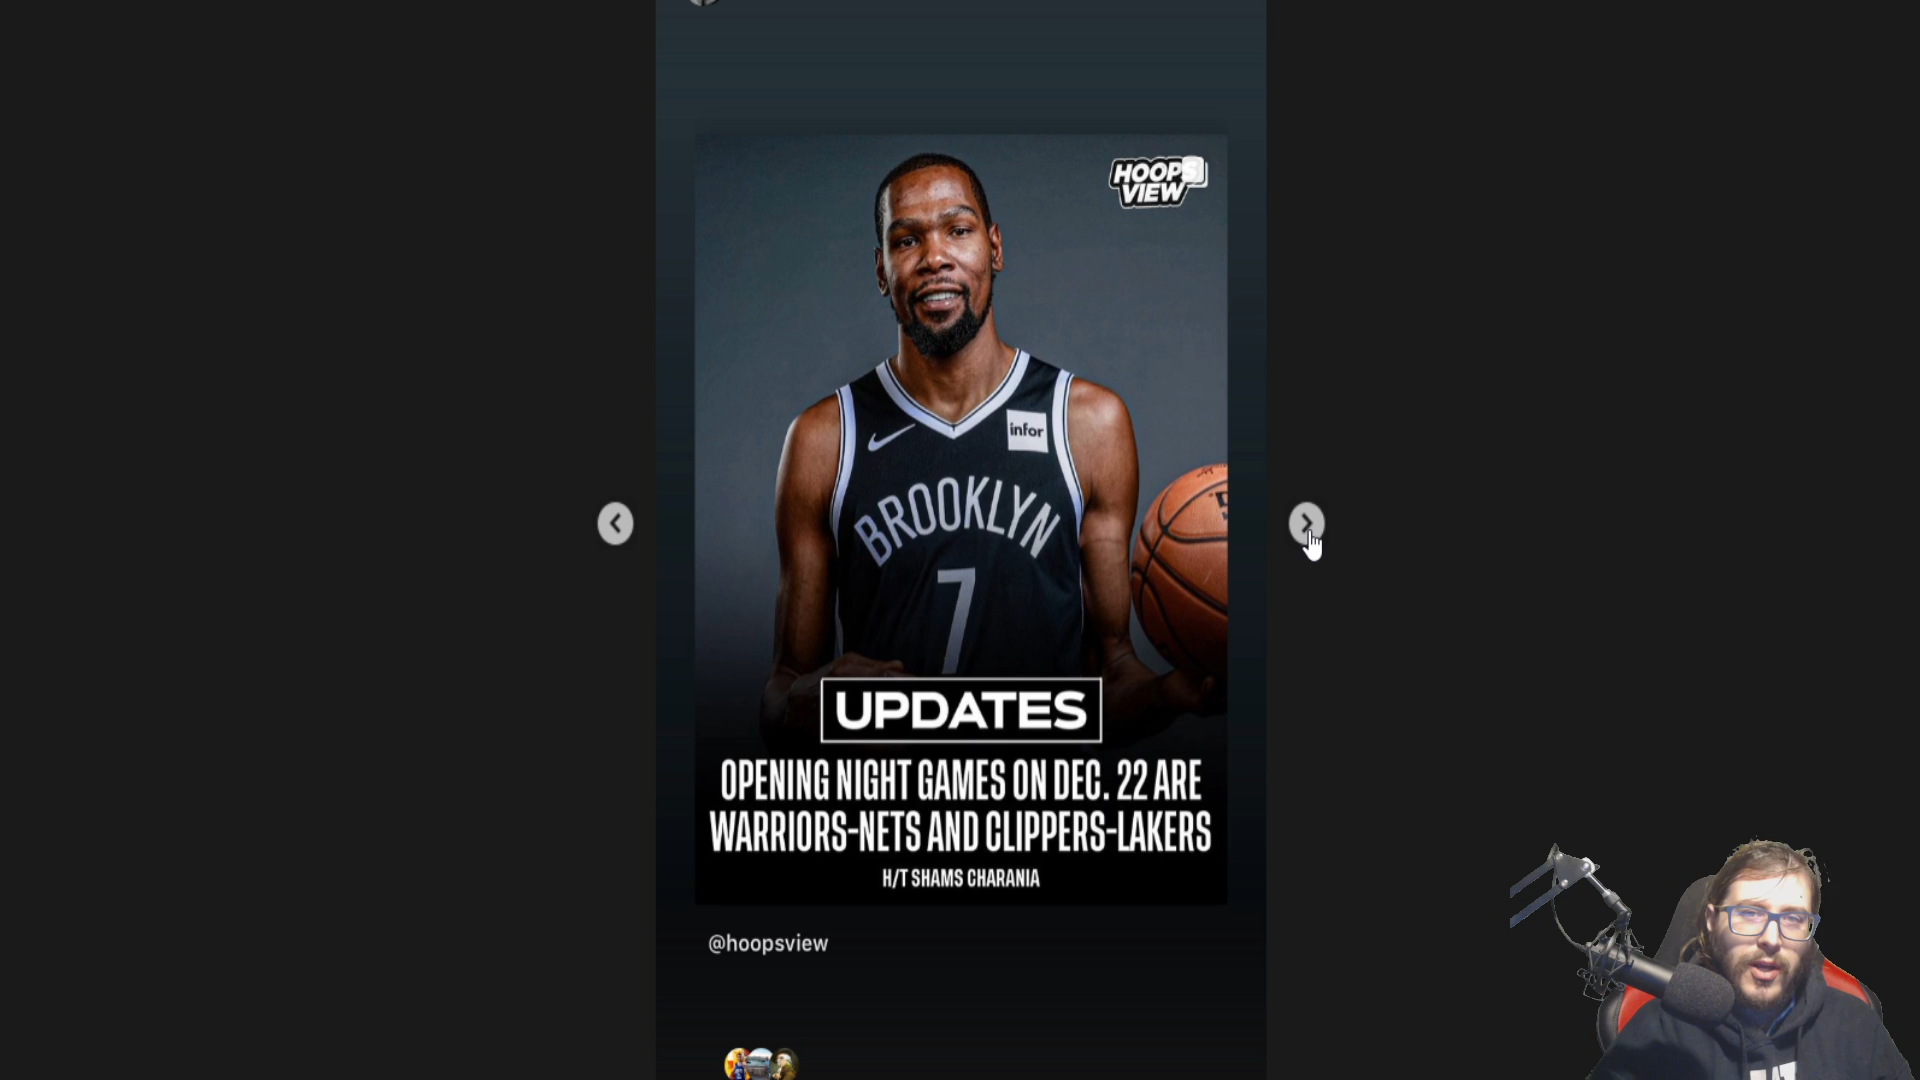 HOOPS
VIEW
infor
BROOKLYN
7
UPDATES
OPENING NIGHT GAMES ON DEC. 22 ARE
WARRIORS-NETS AND CLIPPERS-LAKERS
H/T SHAMS CHARANIA
@hoopsview